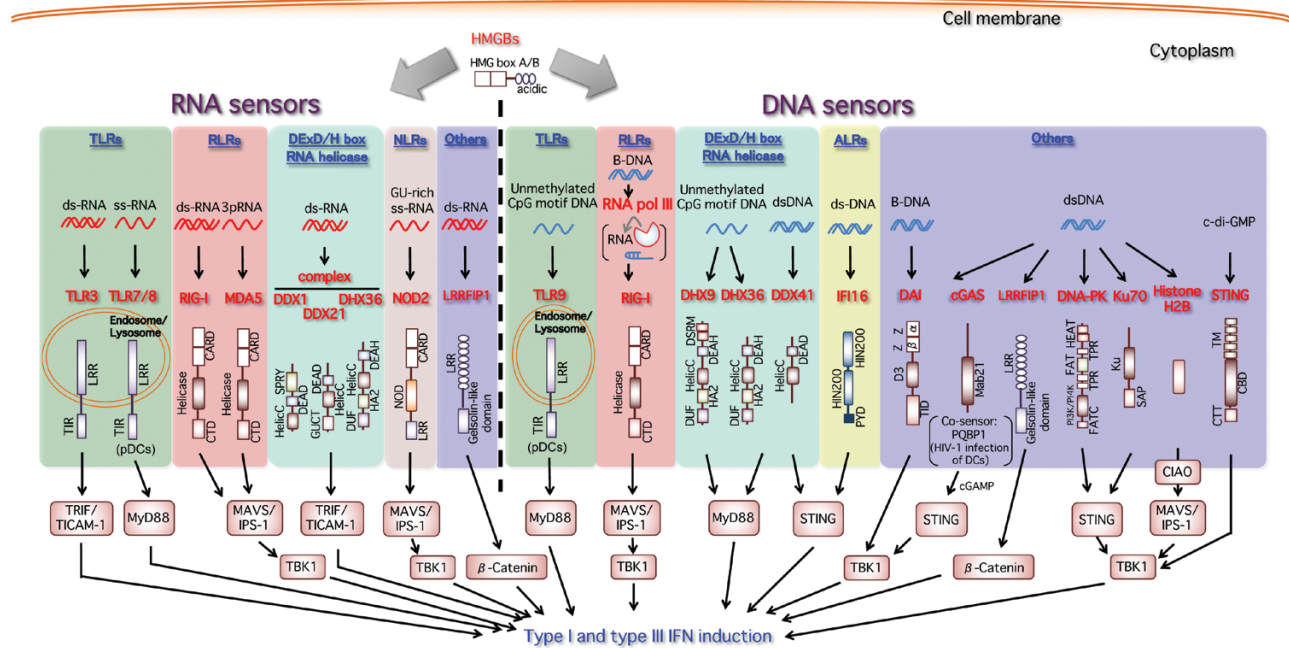 Cell membrane
Cytoplasm
HMGBs
HMG box A/B
acidic
RNA sensors
DNA sensors
TLRs
RLRs
DExD/H box
RNA helicase
NLRs
Others
TLRs
RLRs
DExD/H box
RNA helicase
ALRs
Others
ds-RNA
ss-RNA
ds-RNA
3pRNA
ds-RNA
GU-rich
ss-RNA
ds-RNA
Unmethylated
CpG motif DNA
B-DNA
RNA pol III
RNA
Unmethylated
CpG motif DNA
dsDNA
ds-DNA
B-DNA
dsDNA
c-di-GMP
complex
TLR3
TLR7/8
RIG-I
MDA5
DDX1
DHX36
DDX21
NOD2
LRRFIP1
TLR9
RIG-I
DHX9
DHX36
DDX41
IFI16
DAI
cGAS
LRRFIP1
DNA-PK
Ku70
Histone
H2B
STING
Endosome/
Lysosome
LRR
TIR
LRR
TIR
(pDCs)
CARD
Helicase
CTD
CARD
Helicase
CTD
SPRY
DEAD
HelicC
DEAD
HelicC
GUCT
DEAH
HelicC
HA2
DUF
CARD
NOD
LRR
LRR
Gelsolin-like
domain
Endosome/
Lysosome
LRR
TIR
(pDCs)
CARD
Helicase
CTD
DSRM
DEAH
HelicC
HA2
DUF
DEAH
HelicC
HA2
DUF
DEAD
HelicC
HIN200
HIN200
PYD
Z
Z
β
α
D3
TID
Mab21
Co-sensor:
PQBP1
(HIV-1 infection
of DCs)
cGAMP
LRR
Gelsolin-like
domain
HEAT
TPR
FAT
TPR
PI3K/PI4K
FATC
Ku
SAP
TM
CBD
CTT
CIAO
TRIF/
TICAM-1
MyD88
MAVS/
IPS-1
TRIF/
TICAM-1
MAVS/
IPS-1
MyD88
MAVS/
IPS-1
MyD88
STING
STING
STING
MAVS/
IPS-1
TBK1
TBK1
β-Catenin
TBK1
TBK1
β-Catenin
TBK1
Type I and type III IFN induction